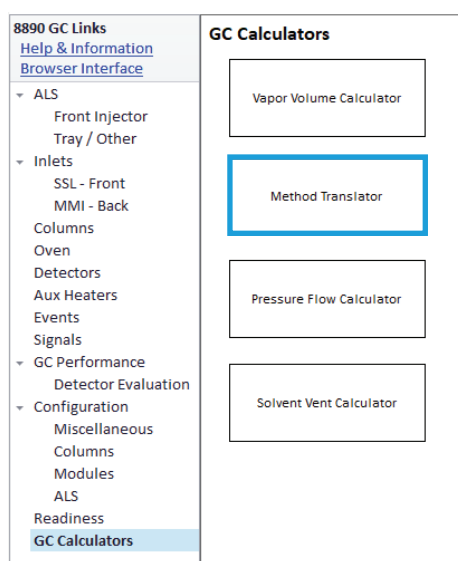 8890 GC Links
Help & Information
Browser Interface
ALS
Front Injector
Tray / Other
Inlets
SSL - Front
MMI - Back
Columns
Oven
Detectors
Aux Heaters
Events
Signals
GC Performance
Detector Evaluation
Configuration
Miscellaneous
Columns
Modules
ALS
Readiness
GC Calculators
GC Calculators
Vapor Volume Calculator
Method Translator
Pressure Flow Calculator
Solvent Vent Calculator